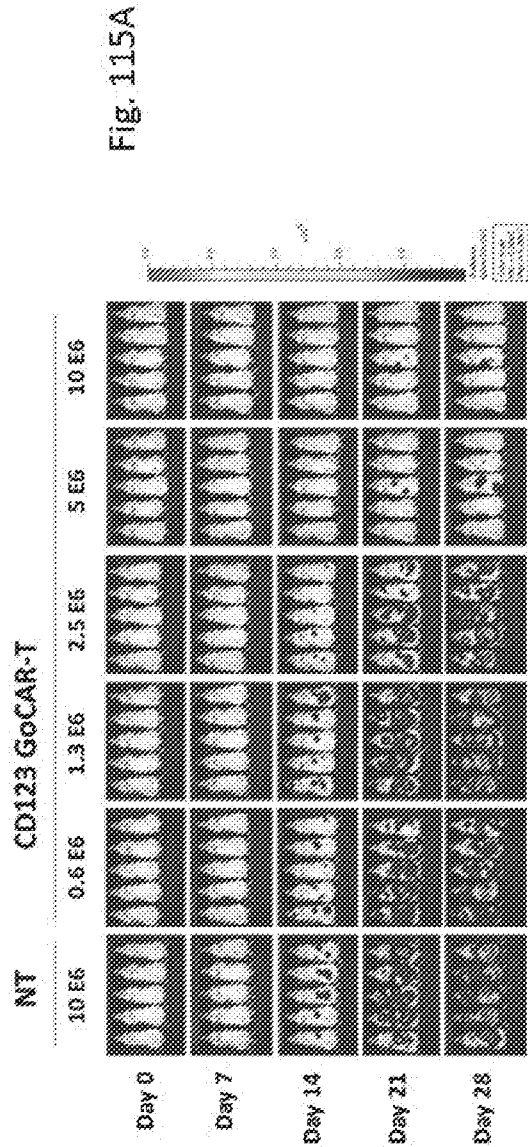 NT
CD123 GoCAR-T
10 E6
0.6 E6
1.3 E6
2.5 E6
5 E6
10 E6
Day 0
Day 7
Day 14
Day 21
Day 28
Fig. 115A